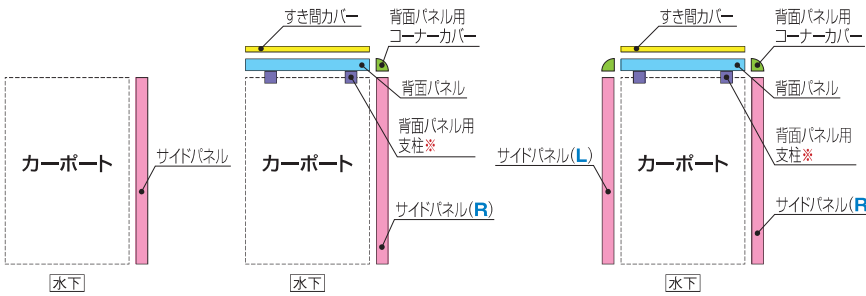 カーポート
サイドパネル
水下
すき間カバー
背面パネル用
コーナーカバー
背面パネル
背面パネル用
支柱※
カーポート
サイドパネル(R)
水下
すき間カバー
背面パネル用
コーナーカバー
背面パネル
背面パネル用
支柱※
サイドパネル(L)
カーポート
サイドパネル(R
水下